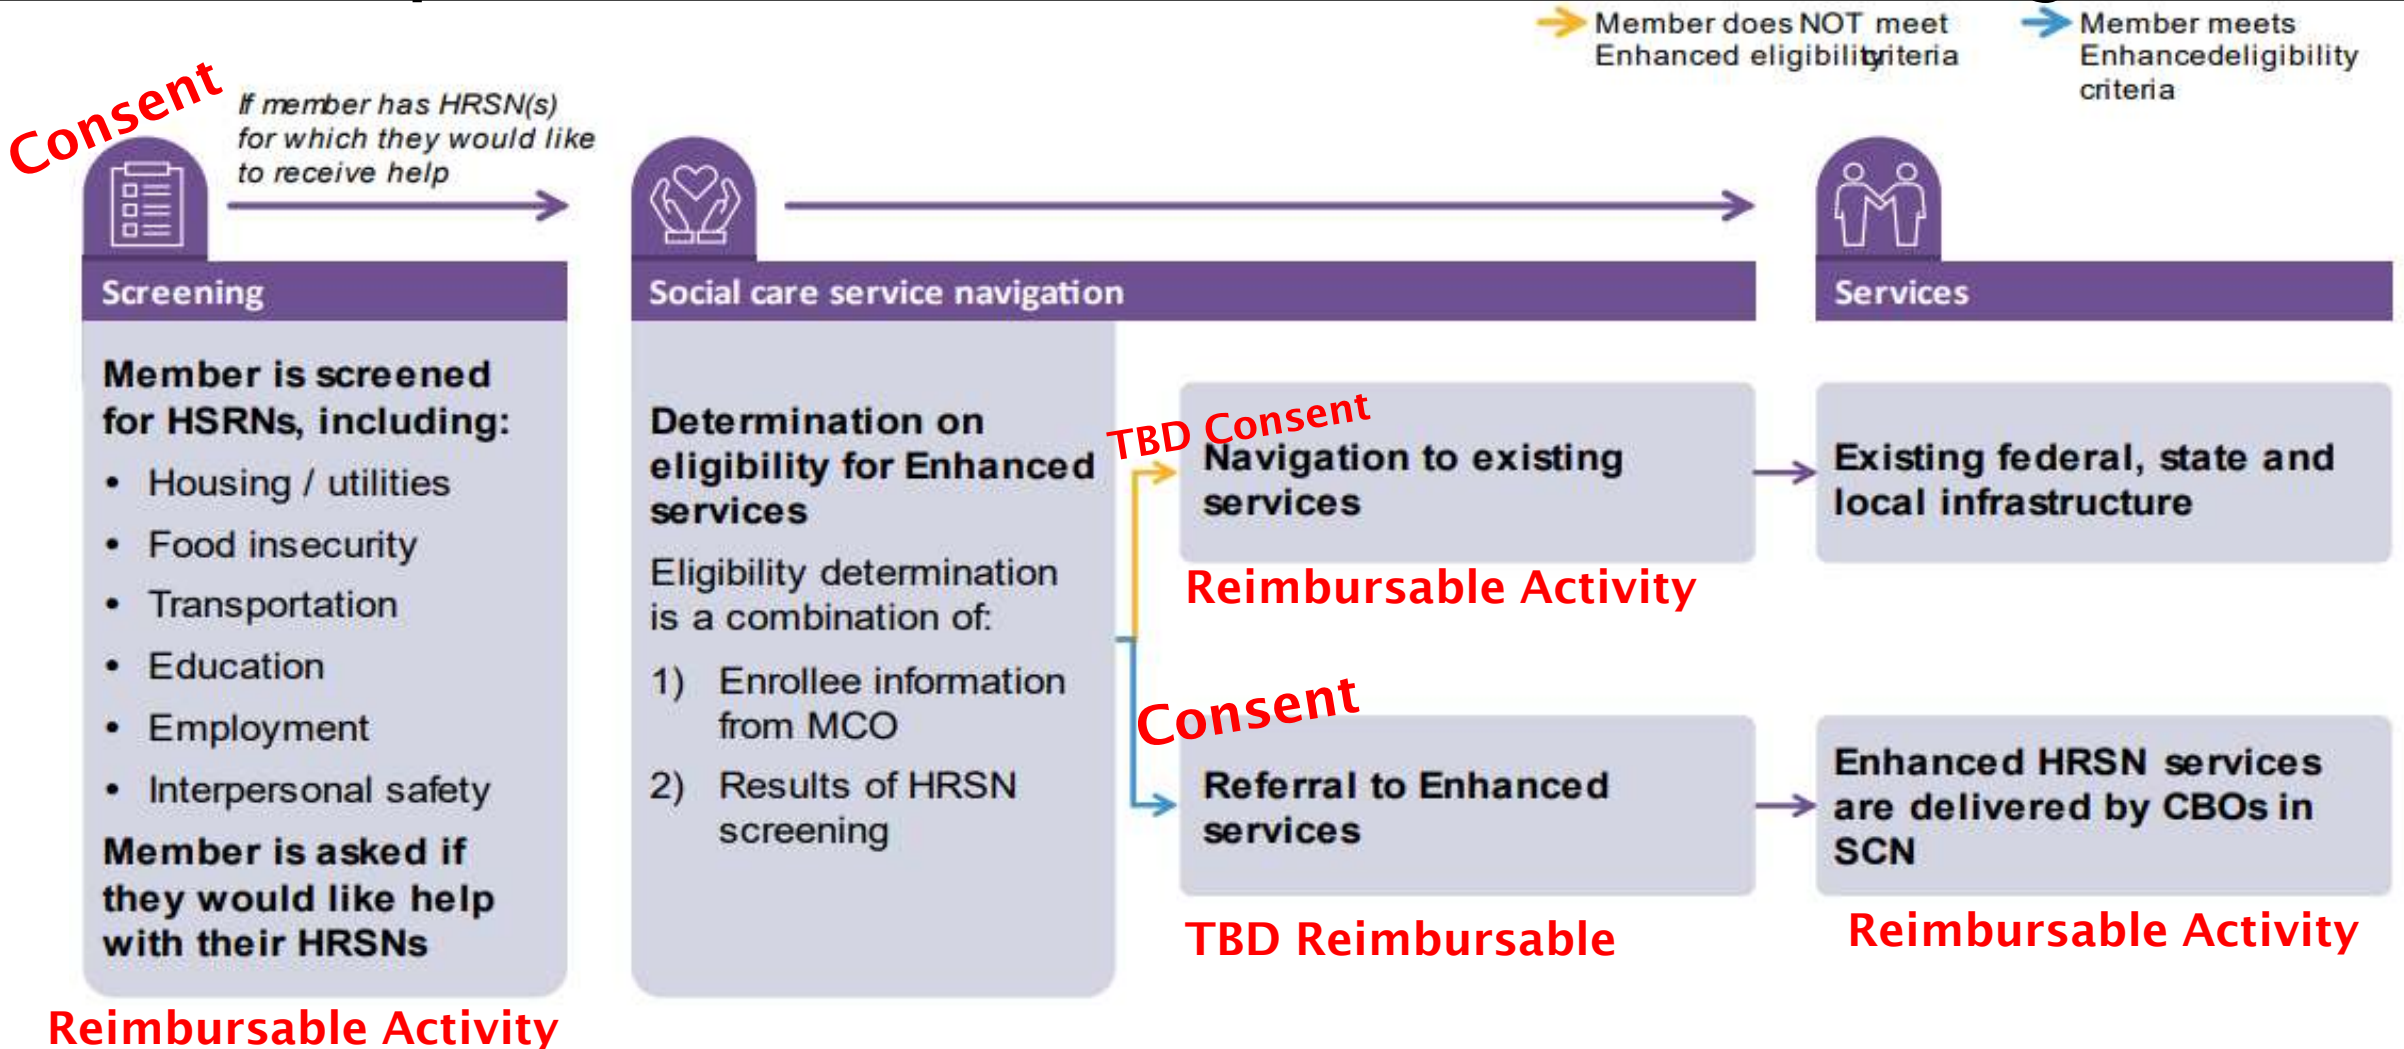 Member does NOT meet
Enhanced eligibility criteria
Member meets
Enhancedeligibility
criteria
Consent
If member has HRSN(s)
for which they would like
to receive help
Screening
Member is screened
for HSRNs, including:
• Housing / utilities
• Food insecurity
• Transportation
• Education
• Employment
• Interpersonal safety
Member is asked if
they would like help
with their HRSNs
Reimbursable Activity
Social care service navigation
Determination on
eligibility for Enhanced
services
Eligibility determination
is a combination of:
1) Enrollee information
from MCO
2) Results of HRSN
screening
TBD Consent
Navigation to existing
services
Reimbursable Activity
Consent
Referral to Enhanced
services
TBD Reimbursable
Services
Existing federal, state and
local infrastructure
Enhanced HRSN services
are delivered by CBOs in
SCN
Reimbursable Activity